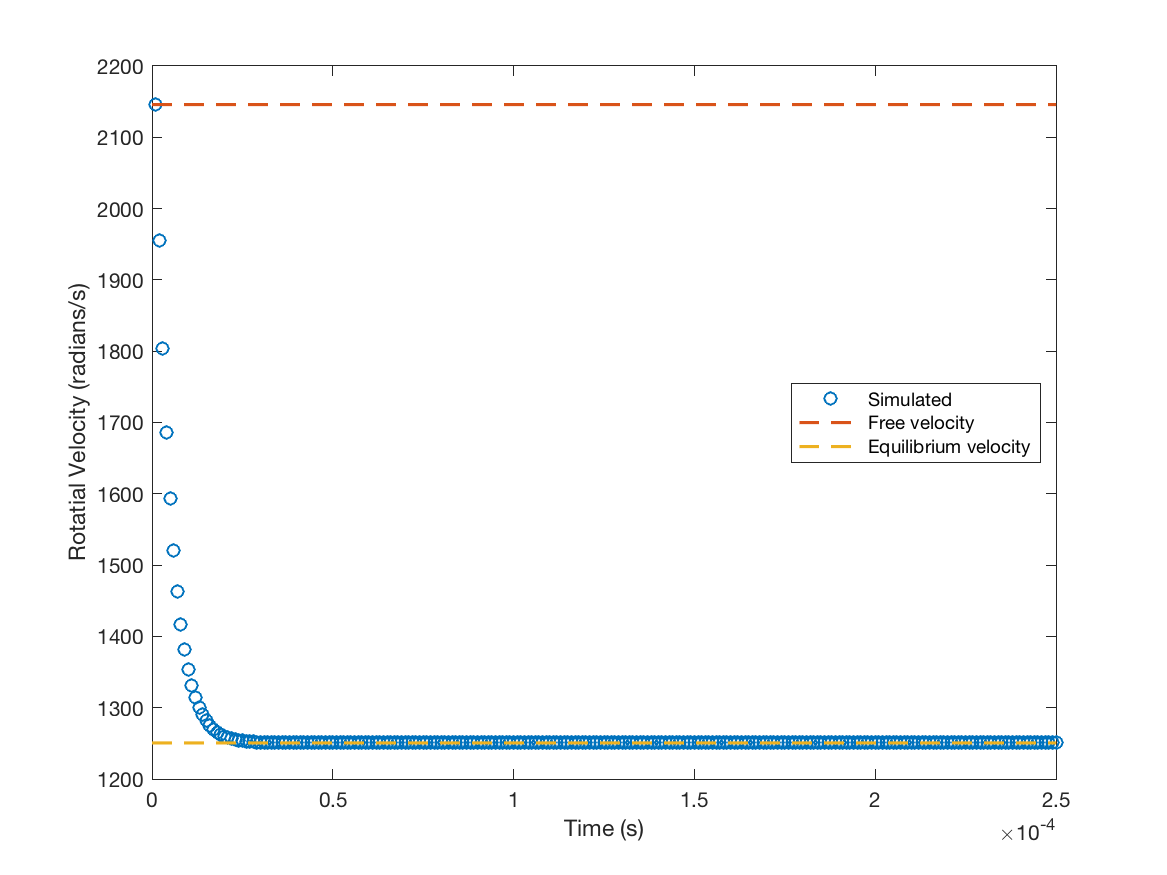 2200
2100
2000
1900
1800
1700
1600
1500
1400
1300
1200
Rotatial Velocity (radians/s)
Simulated
Free velocity
Equilibrium velocity
0 0.5 1 1.5 2 2.5
Time (s)
×10-4